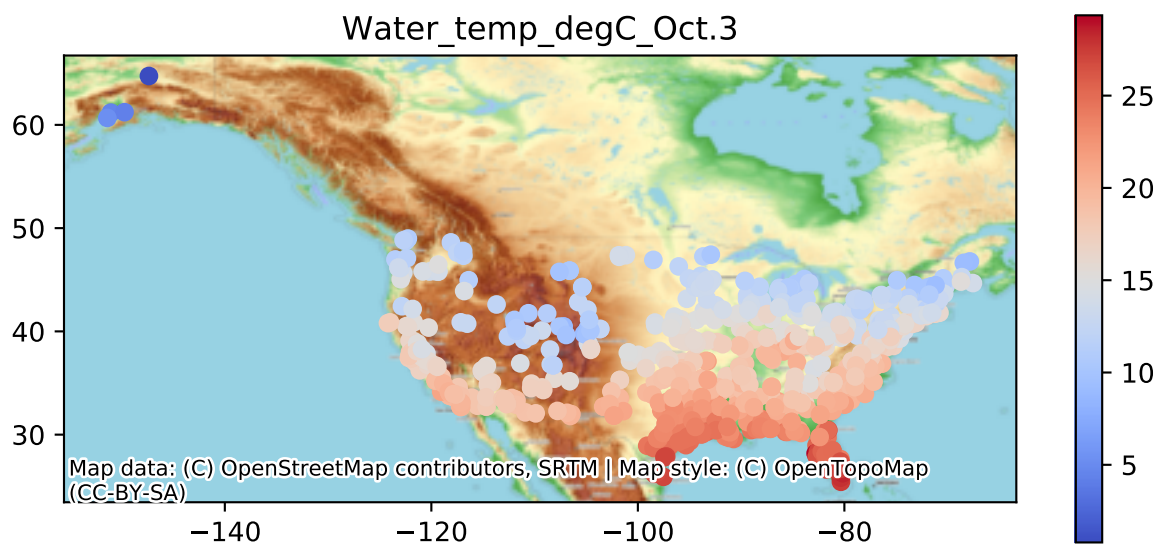 Water_temp_degC_Oct.3
60
50
40
30
25
20
15
10
5
Map data: (C) OpenStreetMap contributors, SRTM | Map style: (C) OpenTopoMap
(CC-BY-SA)
−140 −120 −100 −80